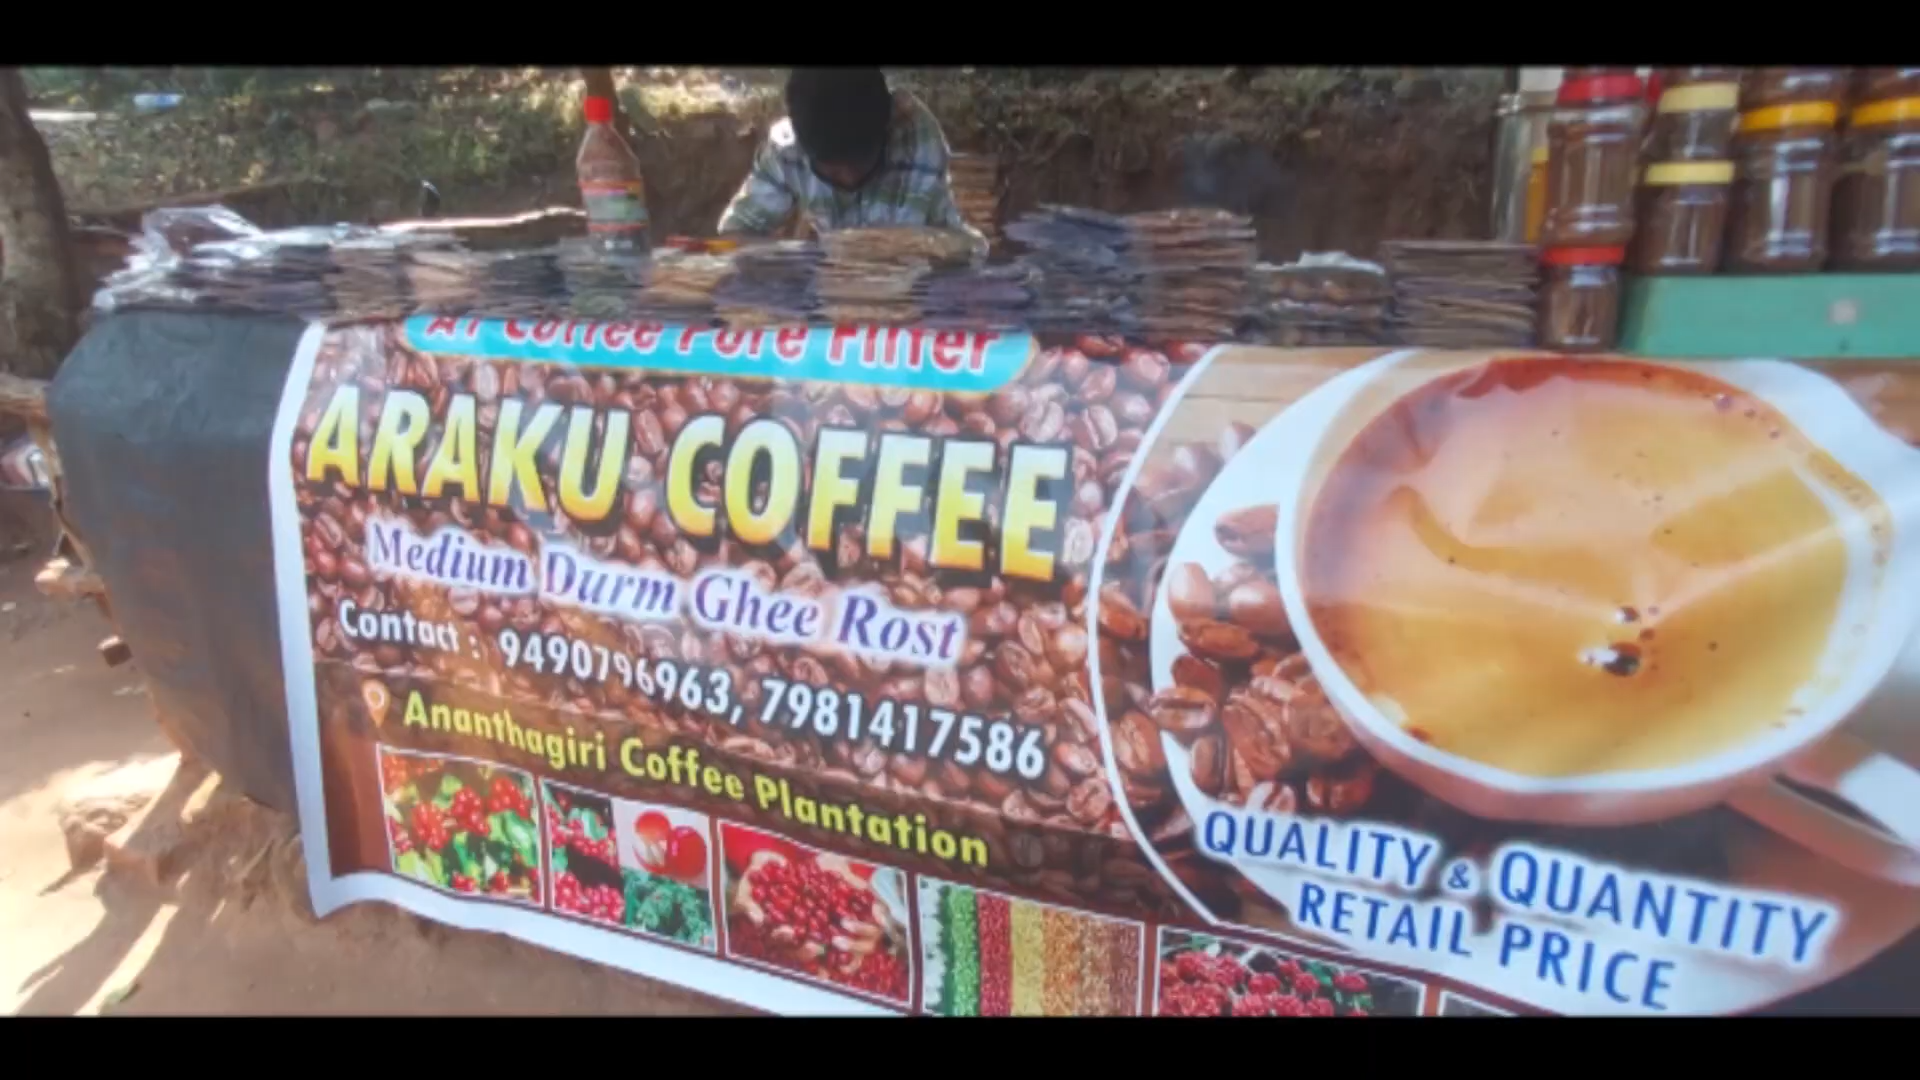 A1 Coffee Pore Filter
ARAKU COFFEE
Medium Durm Ghee Rost
Contact : 9490796963, 7981417586
Ananthagiri Coffee Plantation
QUALITY & QUANTITY
RETAIL PRICE